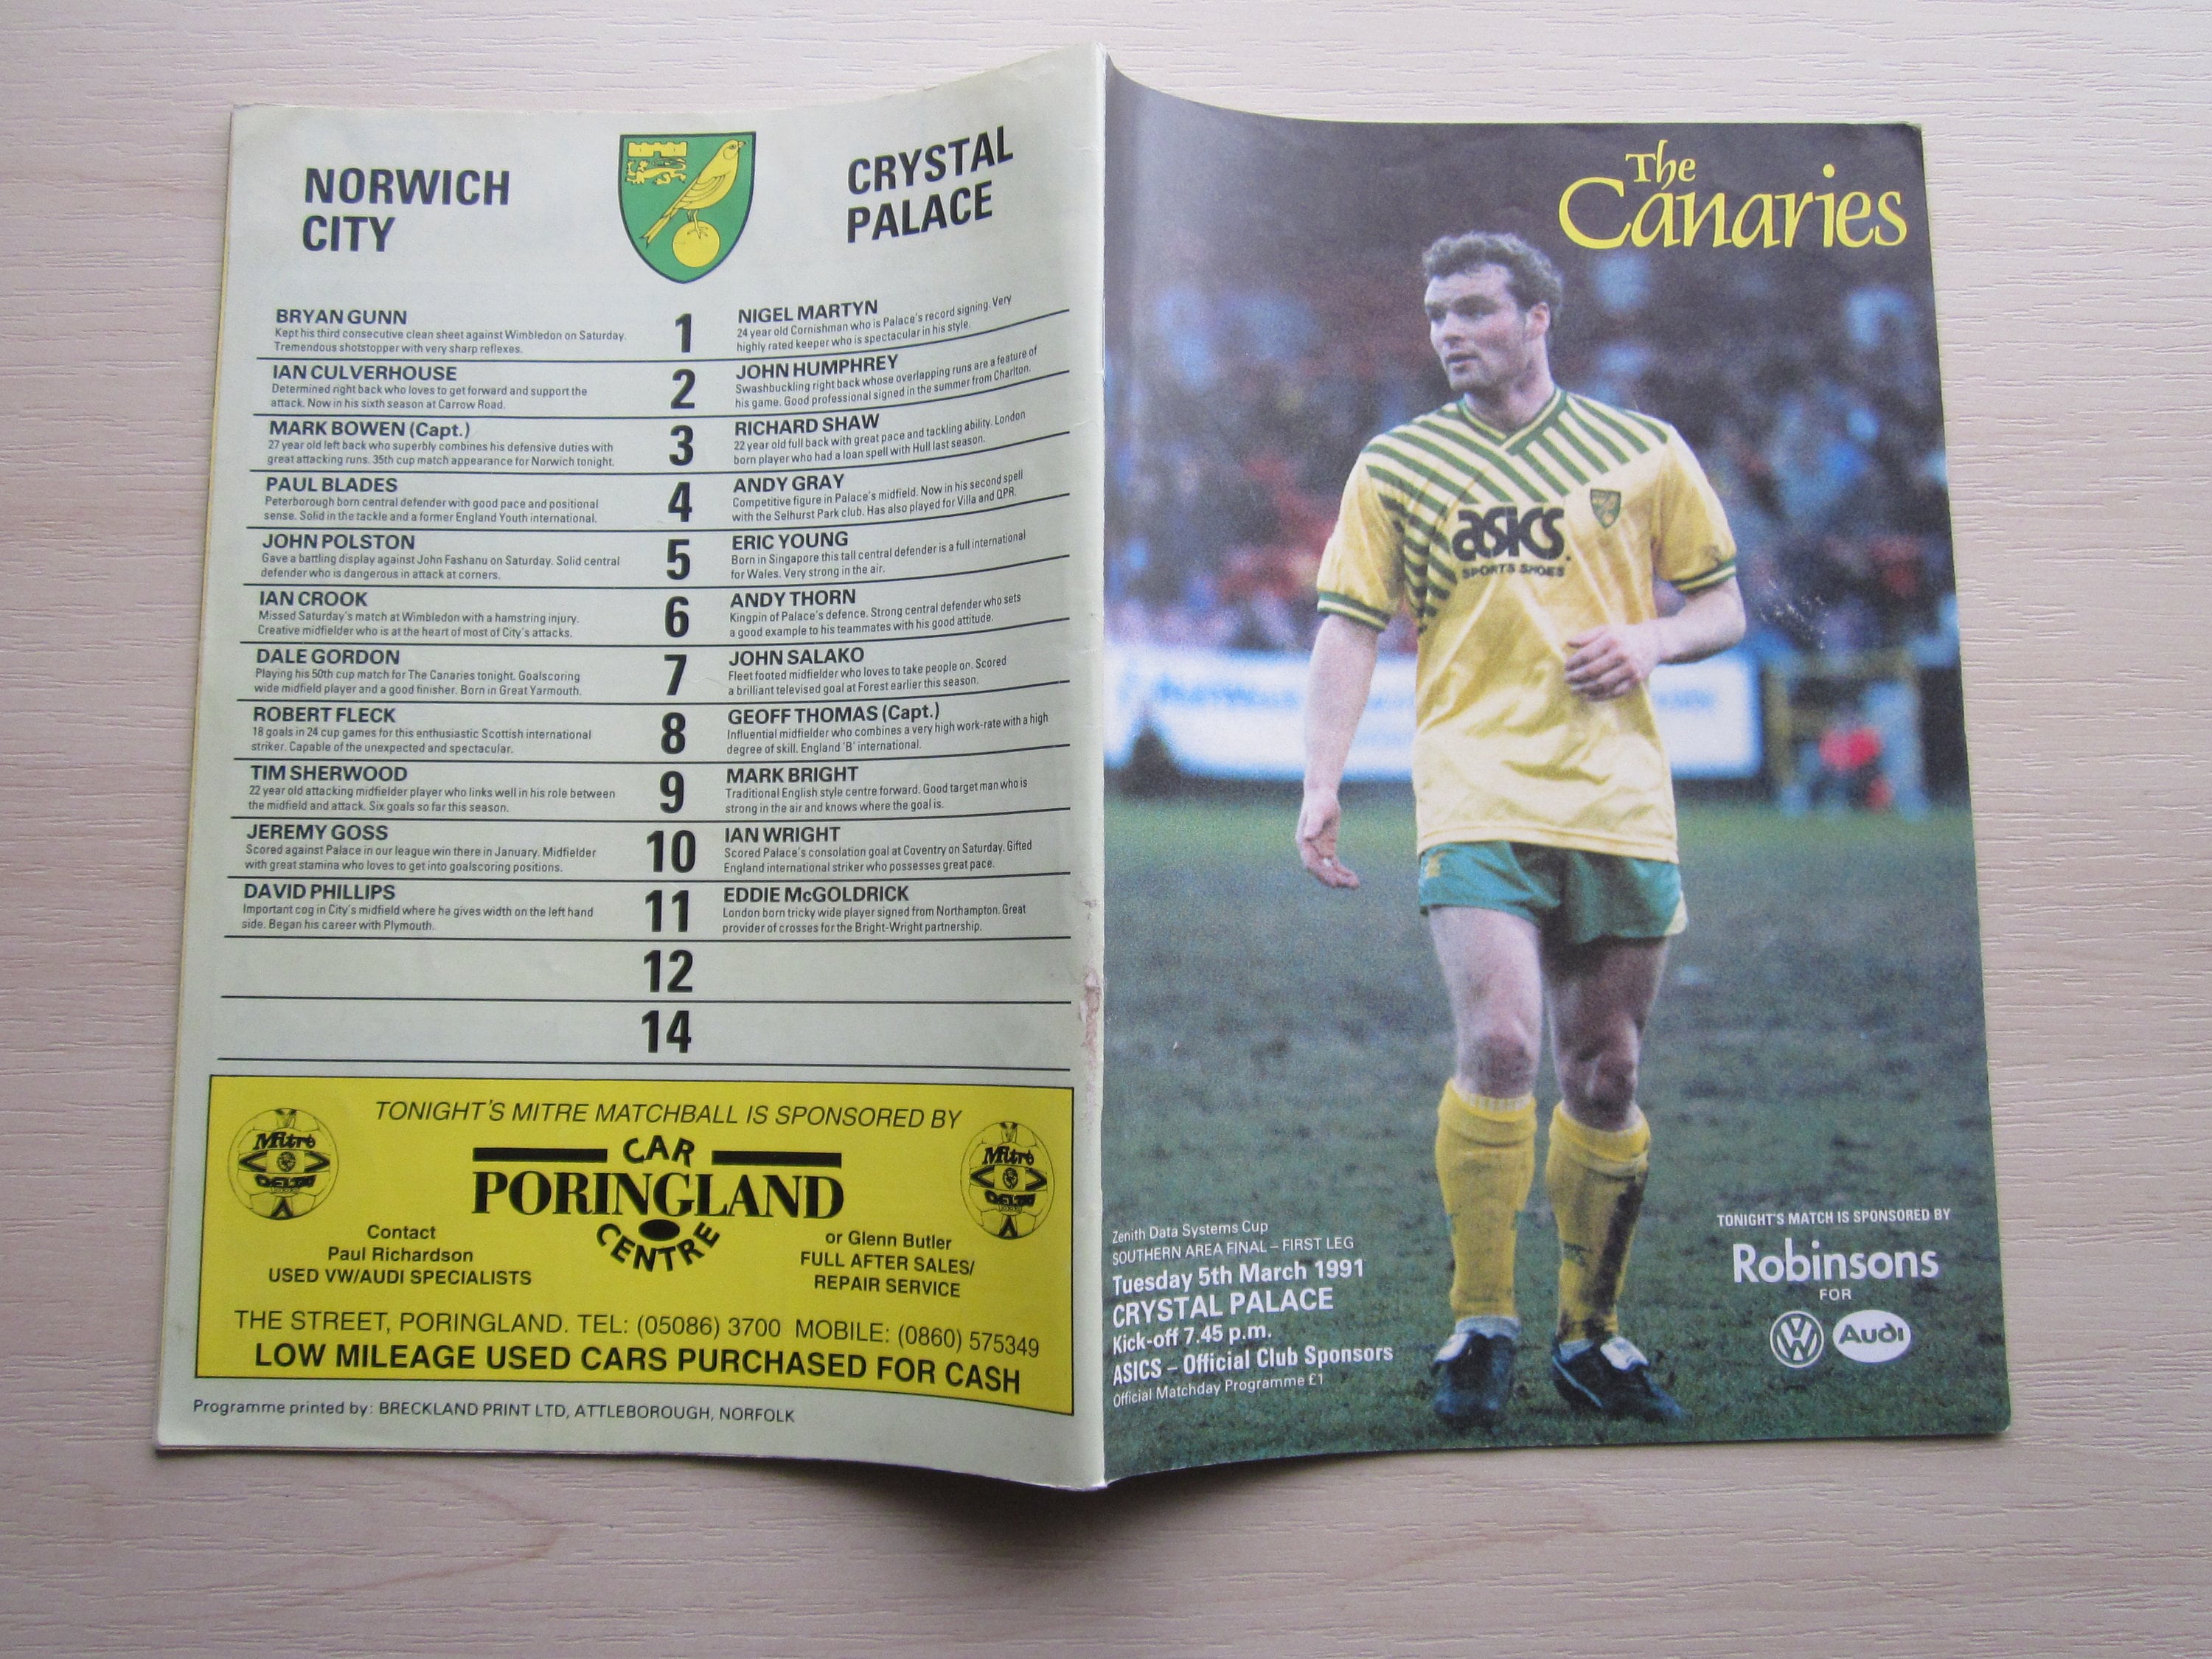 NORWICH
CITY
CRYSTAL
PALACE
BRYAN GUNN
Kept his third consecutive clean sheet against Wimbledon on Saturday.
Tremendous shotstopper with very sharp reflexes.
1
NIGEL MARTYN
24 year old Cornishman who is Palace's record signing. Very
highly rated keeper who is spectacular in his style.
IAN CULVERHOUSE
Determined right back who loves to get forward and support the
attack. Now in his sixth season at Carrow Road.
2
JOHN HUMPHREY
Swashbuckling right back whose overlapping runs are a feature of
his game. Good professional signed in the summer from Charlton.
MARK BOWEN (Capt.)
27 year old left back who superbly combines his defensive duties with
great attacking runs. 35th cup match appearance for Norwich tonight.
3
RICHARD SHAW
22 year old full back with great pace and tackling ability. London
born player who had a loan spell with Hull last season.
PAUL BLADES
Peterborough born central defender with good pace and positional
sense. Solid in the tackle and a former England Youth international.
4
ANDY GRAY
Competitive figure in Palace's midfield. Now in his second spell
with the Selhurst Park club. Has also played for Villa and QPR.
JOHN POLSTON
Gave a battling display against John Fashanu on Saturday. Solid central
defender who is dangerous in attack at corners.
5
ERIC YOUNG
Born in Singapore this tall central defender is a full international
for Wales. Very strong in the air.
IAN CROOK
Missed Saturday's match at Wimbledon with a hamstring injury.
Creative midfielder who is at the heart of most of City's attacks.
6
ANDY THORN
Kingpin of Palace's defence. Strong central defender who sets
a good example to his teammates with his good attitude.
DALE GORDON
Playing his 50th cup match for The Canaries tonight. Goalscoring
wide midfield player and a good finisher. Born in Great Yarmouth.
7
JOHN SALAKO
Fleet footed midfielder who loves to take people on. Scored
a brilliant televised goal at Forest earlier this season.
ROBERT FLECK
18 goals in 24 cup games for this enthusiastic Scottish international
striker. Capable of the unexpected and spectacular.
8
GEOFF THOMAS (Capt.)
Influential midfielder who combines a very high work-rate with a high
degree of skill. England 'B' international.
TIM SHERWOOD
22 year old attacking midfielder player who links well in his role between
the midfield and attack. Six goals so far this season.
9
MARK BRIGHT
Traditional English style centre forward. Good target man who is
strong in the air and knows where the goal is.
JEREMY GOSS
Scored against Palace in our league win there in January. Midfielder
with great stamina who loves to get into goalscoring positions.
10
IAN WRIGHT
Scored Palace's consolation goal at Coventry on Saturday. Gifted
England international striker who possesses great pace.
DAVID PHILLIPS
Important cog in City's midfield where he gives width on the left hand
side. Began his career with Plymouth.
11
EDDIE McGOLDRICK
London born tricky wide player signed from Northampton. Great
provider of crosses for the Bright-Wright partnership.
12
14
TONIGHT'S MITRE MATCHBALL IS SPONSORED BY
Mitre
DELTA
CAR
PORINGLAND
CENTRE
Mitre
DELTA
Contact
Paul Richardson
USED VW/AUDI SPECIALISTS
or Glenn Butler
FULL AFTER SALES/
REPAIR SERVICE
THE STREET, PORINGLAND. TEL: (05086) 3700 MOBILE: (0860) 575349
LOW MILEAGE USED CARS PURCHASED FOR CASH
Programme printed by: BRECKLAND PRINT LTD, ATTLEBOROUGH, NORFOLK
The
Canaries
asics
SPORTS SHOES
Zenith Data Systems Cup
SOUTHERN AREA FINAL – FIRST LEG
Tuesday 5th March 1991
CRYSTAL PALACE
Kick-off 7.45 p.m.
ASICS – Official Club Sponsors
Official Matchday Programme £1
TONIGHT'S MATCH IS SPONSORED BY
Robinsons
FOR
VW
Audi